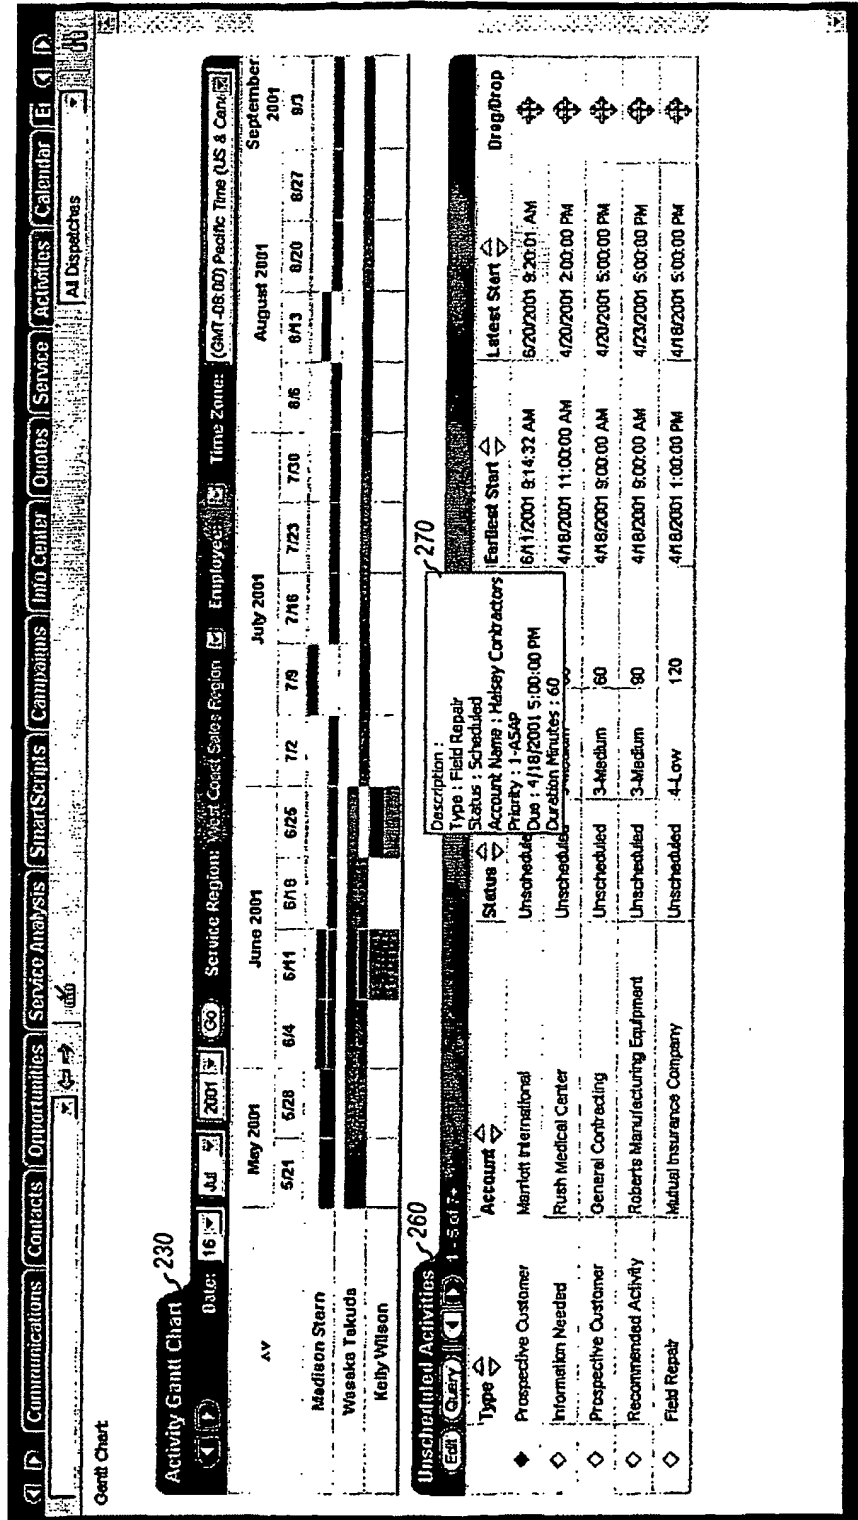 Communications Contacts Opportunities Service Analysis SmartScripts Campaigns Info Center Quotes Service Activities Calendar E
All Dispatches
Gantt Chart
Activity Gantt Chart 230
Date: 16 Jul 2001 Go Service Region: West Coast Sales Region Employee: Time Zone: (GMT-08:00) Pacific Time (US & Cana
May 2001 June 2001 July 2001 August 2001 September 2001
5/21 5/28 6/4 6/11 6/18 6/25 7/2 7/9 7/16 7/23 7/30 8/6 8/13 8/20 8/27 9/3
Madison Stern
Wasaka Takuda
Kelly Wilson
Unscheduled Activities 260
Edit Query 1 - 5 of 7+
270
Description :
Type : Field Repair
Status : Scheduled
Account Name : Halsey Contractors
Priority : 1-ASAP
Due : 4/18/2001 5:00:00 PM
Duration Minutes : 60
Type Account Status Earliest Start Latest Start Drag/Drop
Prospective Customer Marriott International Unschedule 6/11/2001 8:14:32 AM 6/20/2001 9:20:01 AM
Information Needed Rush Medical Center Unscheduled 4/18/2001 11:00:00 AM 4/20/2001 2:00:00 PM
Prospective Customer General Contracting Unscheduled 3-Medium 60 4/18/2001 9:00:00 AM 4/20/2001 5:00:00 PM
Recommended Activity Roberts Manufacturing Equipment Unscheduled 3-Medium 90 4/18/2001 9:00:00 AM 4/23/2001 5:00:00 PM
Field Repair Mutual Insurance Company Unscheduled 4-Low 120 4/18/2001 1:00:00 PM 4/18/2001 5:00:00 PM